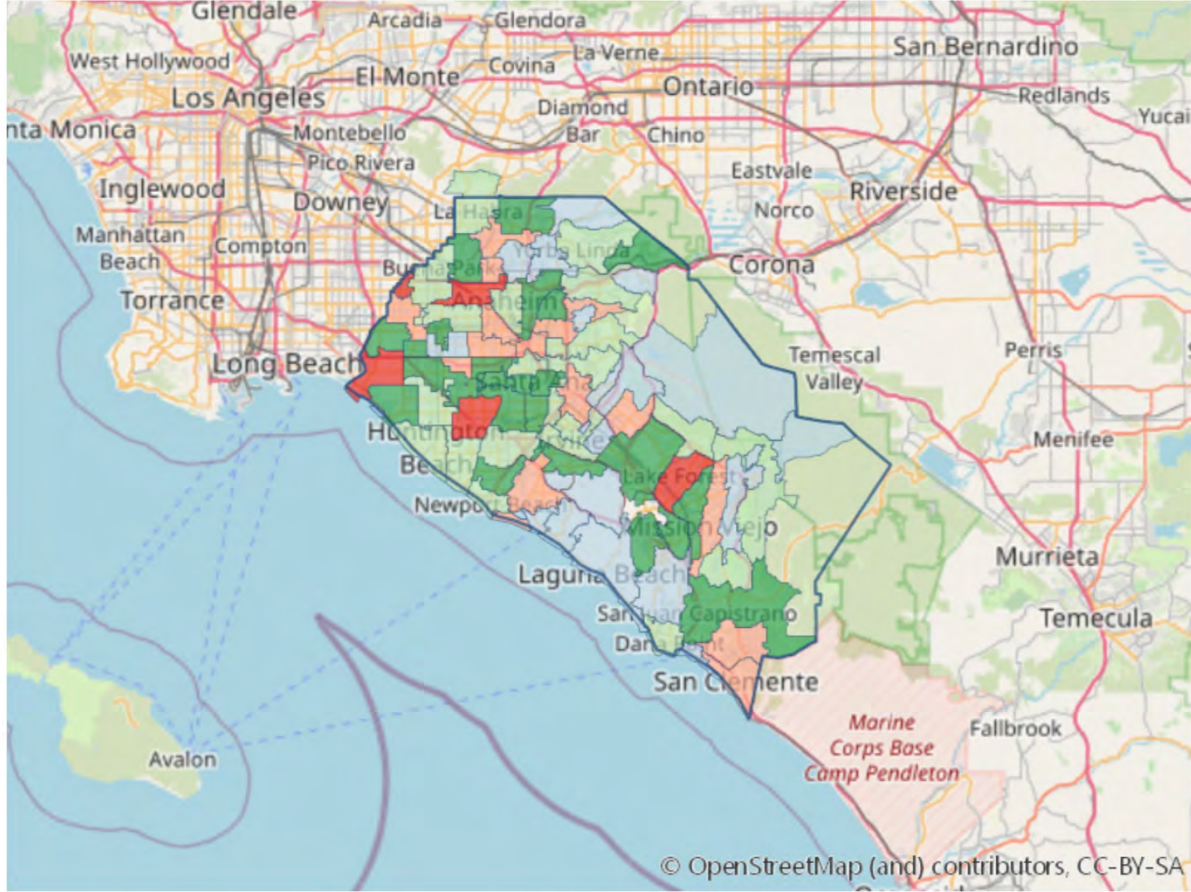 Glendale
Arcadia
Glendora
San Bernardino
West Hollywood
La Verne
Covina
El Monte
Ontario
Los Angeles
Redlands
Diamond
Bar
Yucai
nta Monica
Montebello
Chino
Pico Rivera
Eastvale
Inglewood
Downey
Riverside
La Habra
Norco
Manhattan
Beach
Compton
Yorba Linda
Buena Park
Corona
Torrance
Anaheim
Long Beach
Temescal
Valley
Perris
Santa Ana
Huntington
Beach
Irvine
Menifee
Lake Forest
Newport Beach
Mission Viejo
Murrieta
Laguna Beach
San Juan Capistrano
Temecula
Dana Point
San Clemente
Marine
Corps Base
Camp Pendleton
Fallbrook
Avalon
© OpenStreetMap (and) contributors, CC-BY-SA